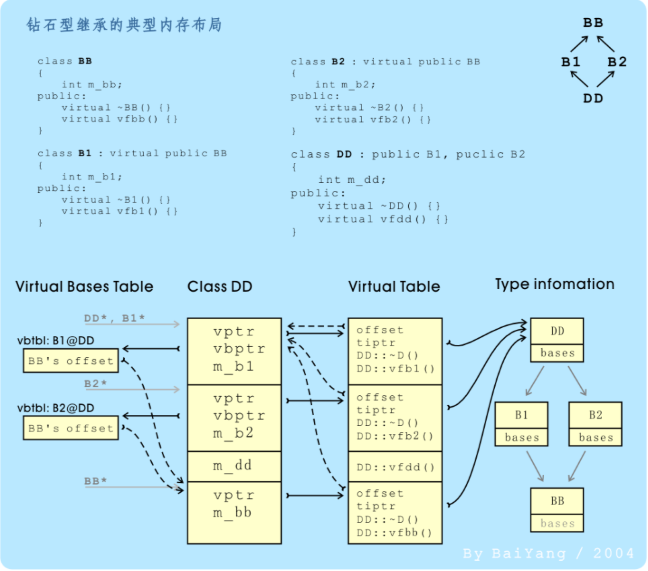 钻石型继承的典型内存布局
BB
B1 B2
DD
class BB
{
int m_bb;
public:
virtual ~BB() {}
virtual vfbb() {}
}
class B1 : virtual public BB
{
int m_b1;
public:
virtual ~B1() {}
virtual vfb1() {}
}
class B2 : virtual public BB
{
int m_b2;
public:
virtual ~B2() {}
virtual vfb2() {}
}
class DD : public B1, puclic B2
{
int m_dd;
public:
virtual ~DD() {}
virtual vfdd() {}
}
Virtual Bases Table
DD*, B1*
vbtbl: B1@DD
BB's offset
B2*
vbtbl: B2@DD
BB's offset
BB*
Class DD
vptr
vbptr
m_b1
vptr
vbptr
m_b2
m_dd
vptr
m_bb
Virtual Table
offset
tiptr
DD::~D()
DD::vfb1()
offset
tiptr
DD::~D()
DD::vfb2()
DD::vfdd()
offset
tiptr
DD::~D()
DD::vfbb()
Type infomation
DD
bases
B1
bases
B2
bases
BB
bases
By BaiYang / 2004